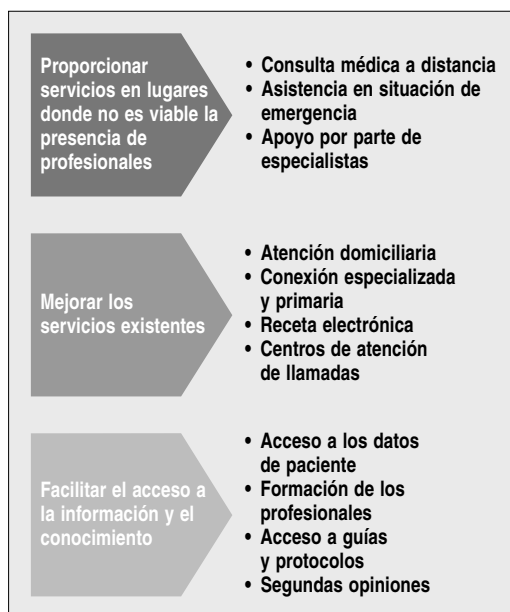 Proporcionar
servicios en lugares
donde no es viable la
presencia de
profesionales
• Consulta médica a distancia
• Asistencia en situación de
emergencia
• Apoyo por parte de
especialistas
Mejorar los
servicios existentes
• Atención domiciliaria
• Conexión especializada
y primaria
• Receta electrónica
• Centros de atención
de llamadas
Facilitar el acceso a
la información y el
conocimiento
• Acceso a los datos
de paciente
• Formación de los
profesionales
• Acceso a guías
y protocolos
• Segundas opiniones